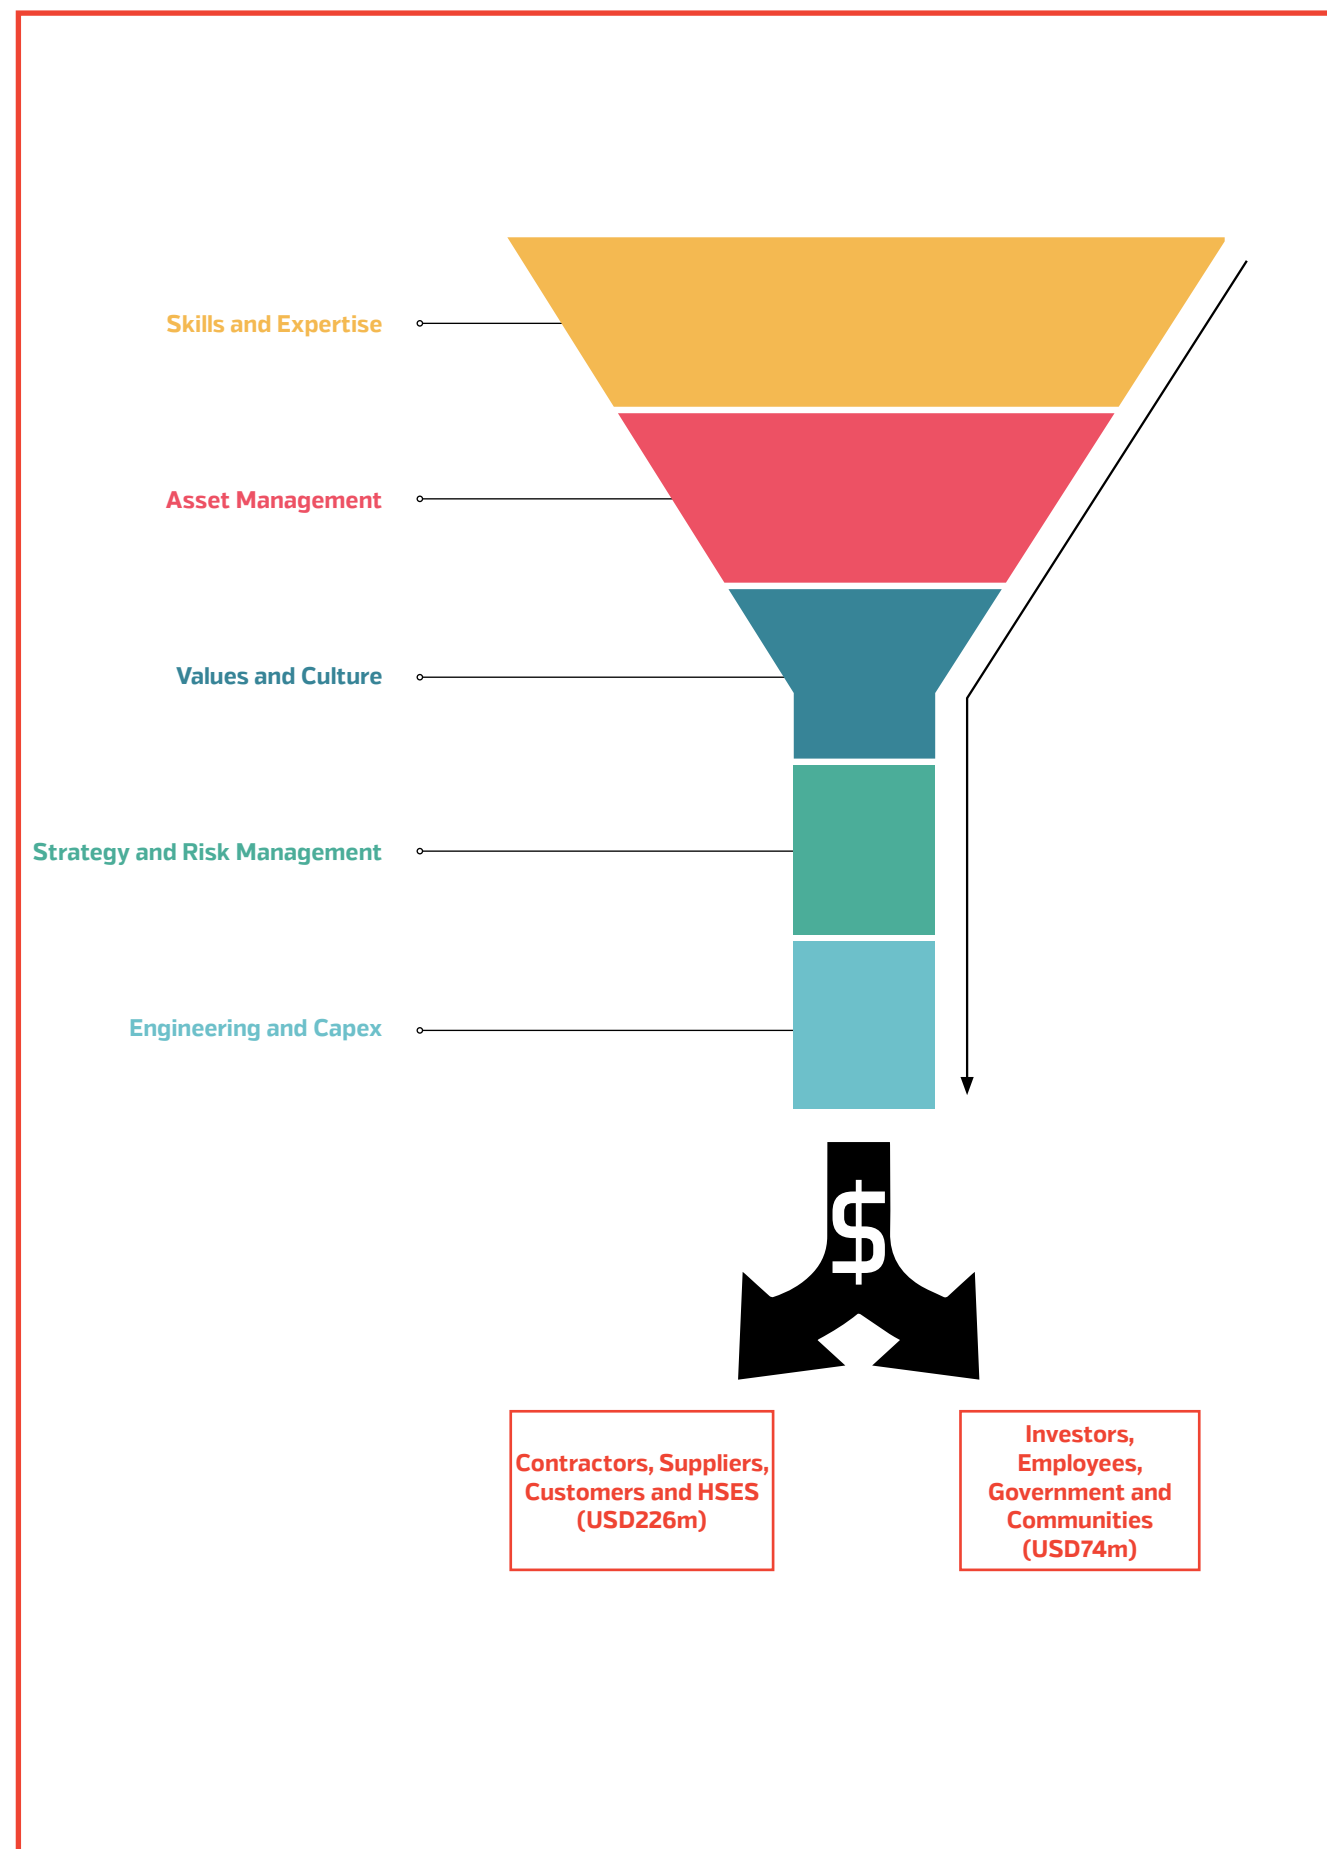 Skills and Expertise
Asset Management
Values and Culture
Strategy and Risk Management
Engineering and Capex
$
Contractors, Suppliers,
Customers and HSES
(USD226m)
Investors,
Employees,
Government and
Communities
(USD74m)